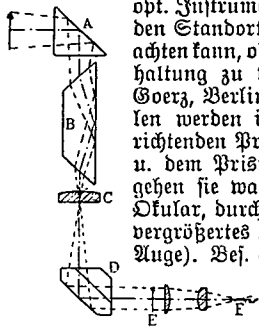 A
B
C
D
E
F
opt. Instrume
den Standort
achten kann, o
haltung zu
Goerz, Berlin
len werden i
richtenden Pr
u. dem Pris
gehen sie wa
Okular, durch
vergrößertes
Auge). Bes.